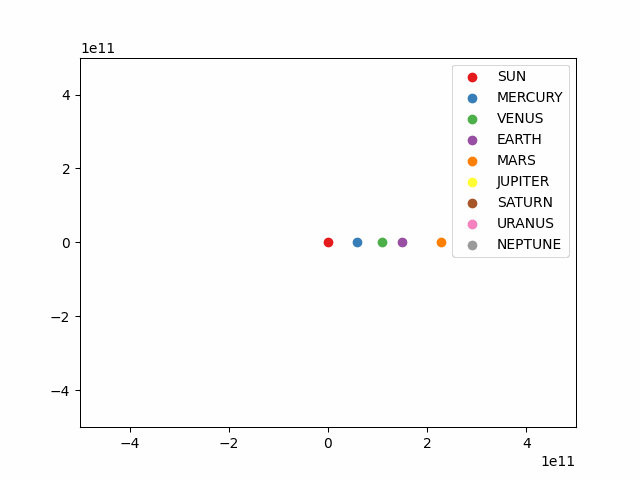 1e11
4
2
0
−2
−4
−4
−2
0
2
4
1e11
SUN
MERCURY
VENUS
EARTH
MARS
JUPITER
SATURN
URANUS
NEPTUNE